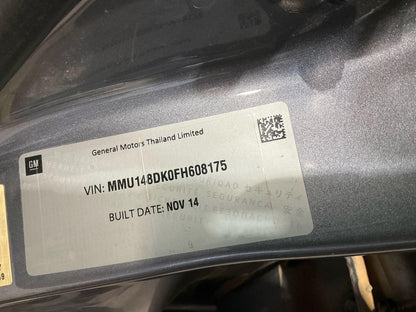 General Motors Thailand Limited
GM
VIN: MMU148DK0FH608175
BUILT DATE: NOV 14